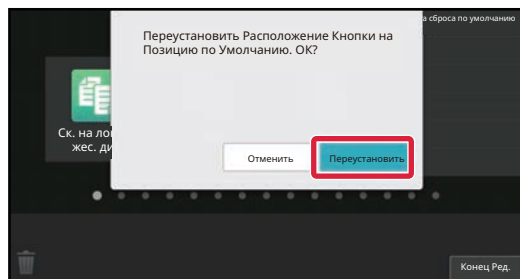 а сброса по умолчанию
Переустановить Расположение Кнопки на
Позицию по Умолчанию. ОК?
Ск. на ло
жес. ди
Отменить
Переустановить
Конец Ред.